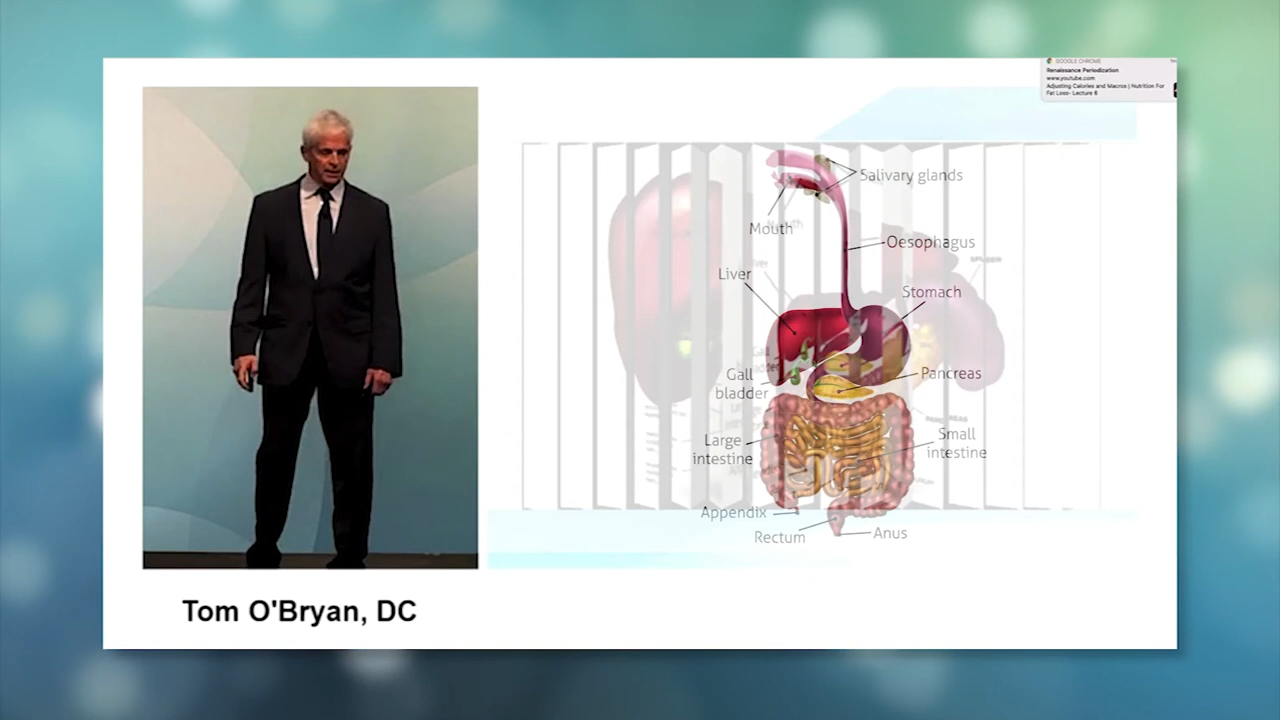 GOOGLE CHROME
Renaissance Periodization
www.youtube.com
Adjusting Calories and Macros | Nutrition For
Fat Loss- Lecture 6
Salivary glands
Mouth
Oesophagus
Liver
Stomach
SPLEEN
Gall
bladder
Pancreas
Large
intestine
Small
intestine
Appendix
Rectum
Anus
Tom O'Bryan, DC